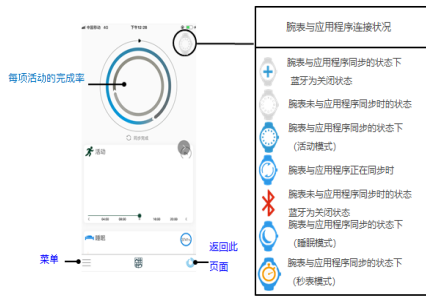 中国移动 4G 下午12:39
腕表与应用程序连接状况
腕表与应用程序同步的状态下
蓝牙为关闭状态
每项活动的完成率
腕表未与应用程序同步时的状态
腕表与应用程序同步的状态下
(活动模式)
活动
腕表与应用程序正在同步时
腕表未与应用程序同步时的状态
蓝牙为关闭状态
腕表与应用程序同步的状态下
(睡眠模式)
睡眠
返回此
页面
菜单
腕表与应用程序同步的状态下
(秒表模式)